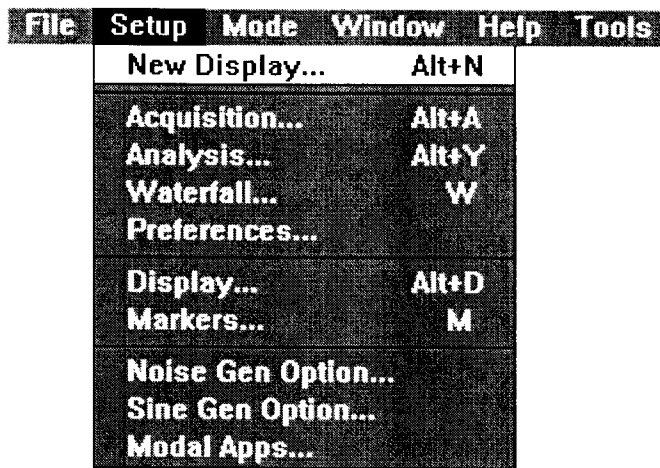 File Setup Mode Window Help Tools
New Display... Alt+N
Acquisition... Alt+A
Analysis... Alt+Y
Waterfall... W
Preferences...
Display... Alt+D
Markers... M
Noise Gen Option...
Sine Gen Option...
Modal Apps...